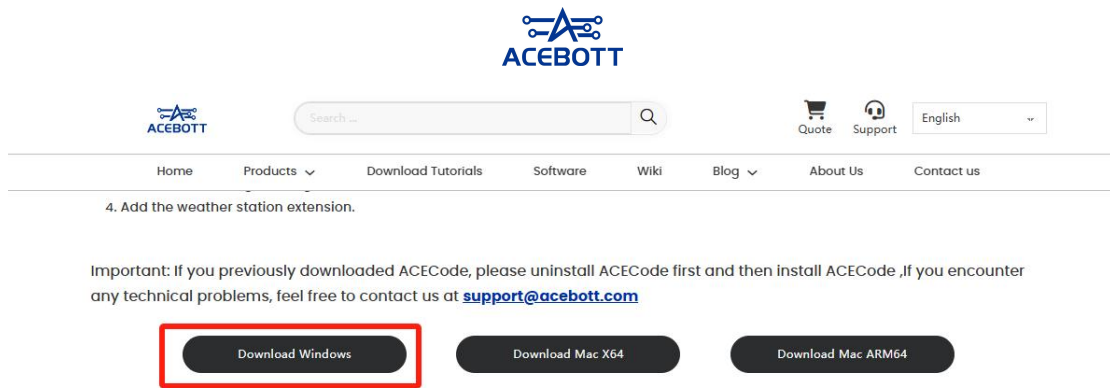 ACEBOTT
ACEBOTT
Search ...
Quote
Support
English
Home
Products
Download Tutorials
Software
Wiki
Blog
About Us
Contact us
4. Add the weather station extension.
Important: If you previously downloaded ACECode, please uninstall ACECode first and then install ACECode ,If you encounter
any technical problems, feel free to contact us at support@acebott.com
Download Windows
Download Mac X64
Download Mac ARM64